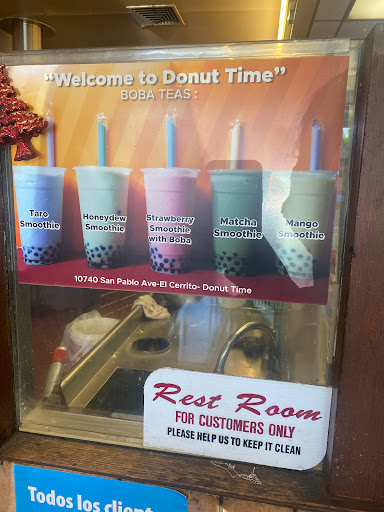 "Welcome to Donut Time"
BOBA TEAS :
Taro
Smoothie
Honeydew
Smoothie
Strawberry
Smoothie
with Boba
Matcha
Smoothie
Mango
Smoothie
10740 San Pablo Ave-El Cerrito- Donut Time
Rest Room
FOR CUSTOMERS ONLY
PLEASE HELP US TO KEEP IT CLEAN
Todos los